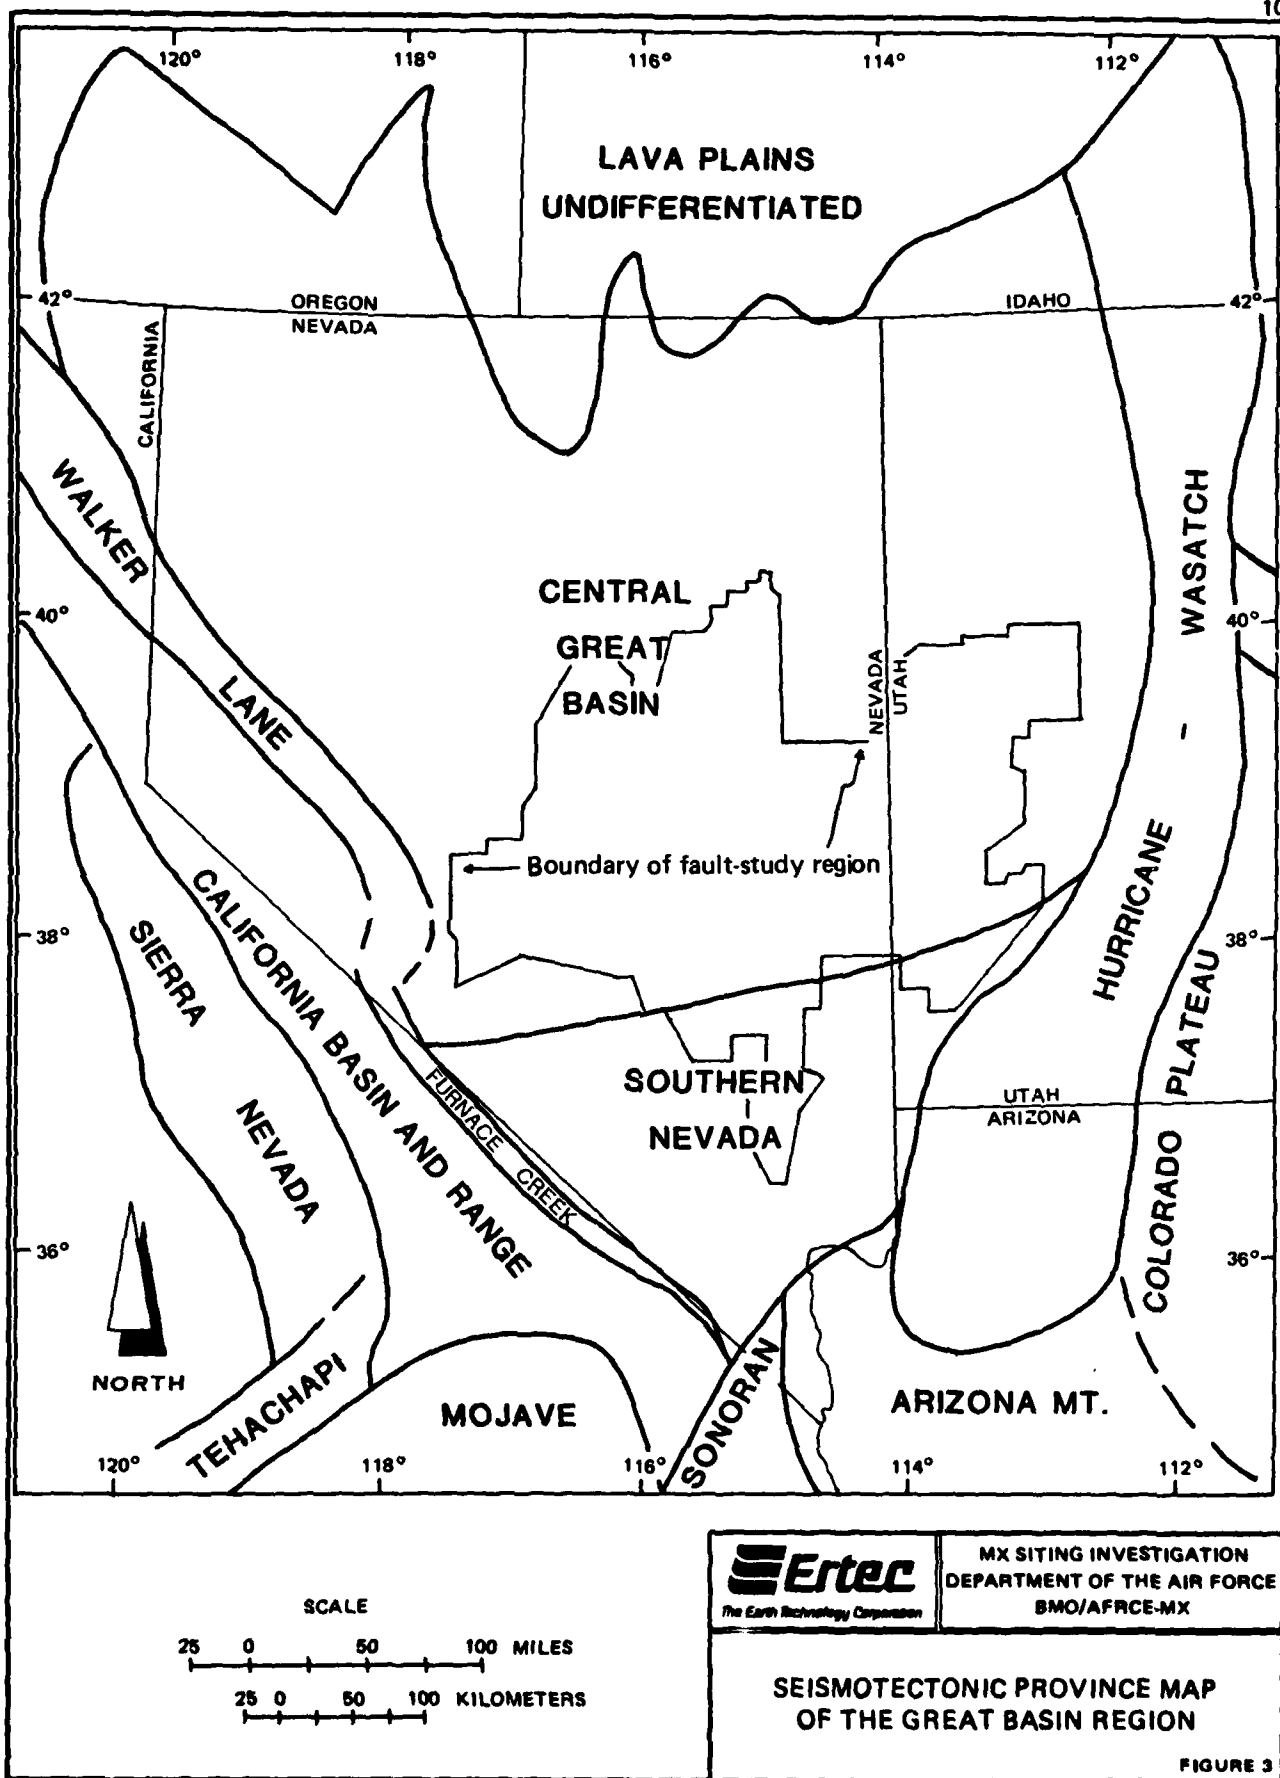 10
120° 118° 116° 114° 112°
LAVA PLAINS
UNDIFFERENTIATED
42° OREGON IDAHO 42°
NEVADA
CALIFORNIA
WALKER
LANE
WASATCH
-
HURRICANE
CENTRAL
GREAT
BASIN
40° 40°
NEVADA
UTAH
Boundary of fault-study region
38° 38°
SIERRA
NEVADA
CALIFORNIA BASIN AND RANGE
FURNACE CREEK
SOUTHERN
NEVADA
COLORADO PLATEAU
UTAH
ARIZONA
36° 36°
NORTH
TEHACHAPI
MOJAVE
SONORAN
ARIZONA MT.
120° 118° 116° 114° 112°
SCALE
25 0 50 100 MILES
25 0 50 100 KILOMETERS
Ertec
The Earth Technology Corporation
MX SITING INVESTIGATION
DEPARTMENT OF THE AIR FORCE
BMO/AFRCE-MX
SEISMOTECTONIC PROVINCE MAP
OF THE GREAT BASIN REGION
FIGURE 3